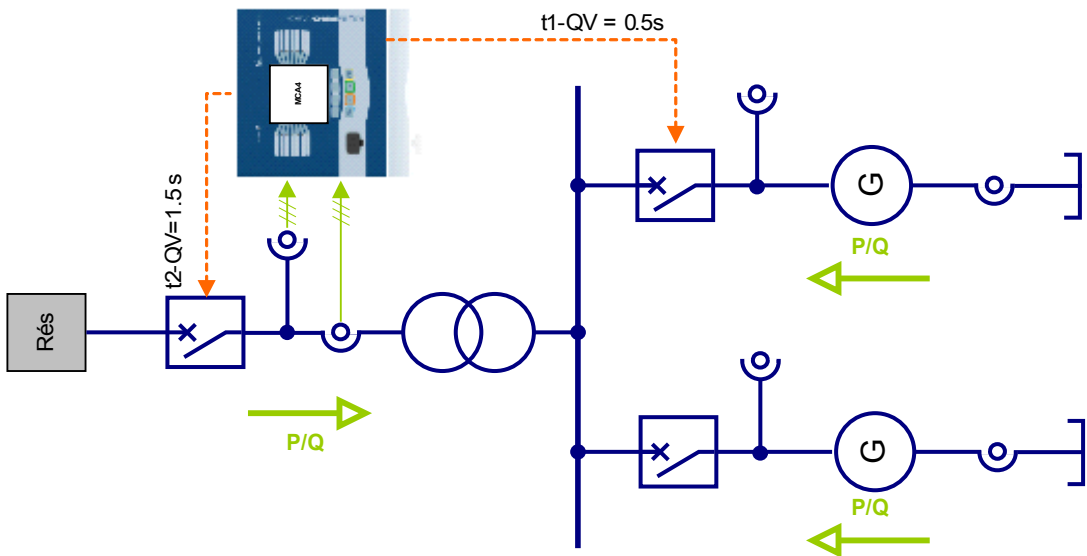 t1-QV = 0.5s
MCA4
t2-QV=1.5 s
Rés
P/Q
G
P/Q
G
P/Q